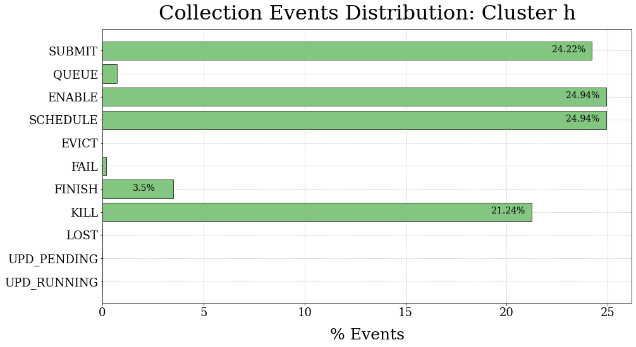 Collection Events Distribution: Cluster h
SUBMIT 24.22%
QUEUE
ENABLE 24.94%
SCHEDULE 24.94%
EVICT
FAIL
FINISH 3.5%
KILL 21.24%
LOST
UPD_PENDING
UPD_RUNNING
0 5 10 15 20 25
% Events